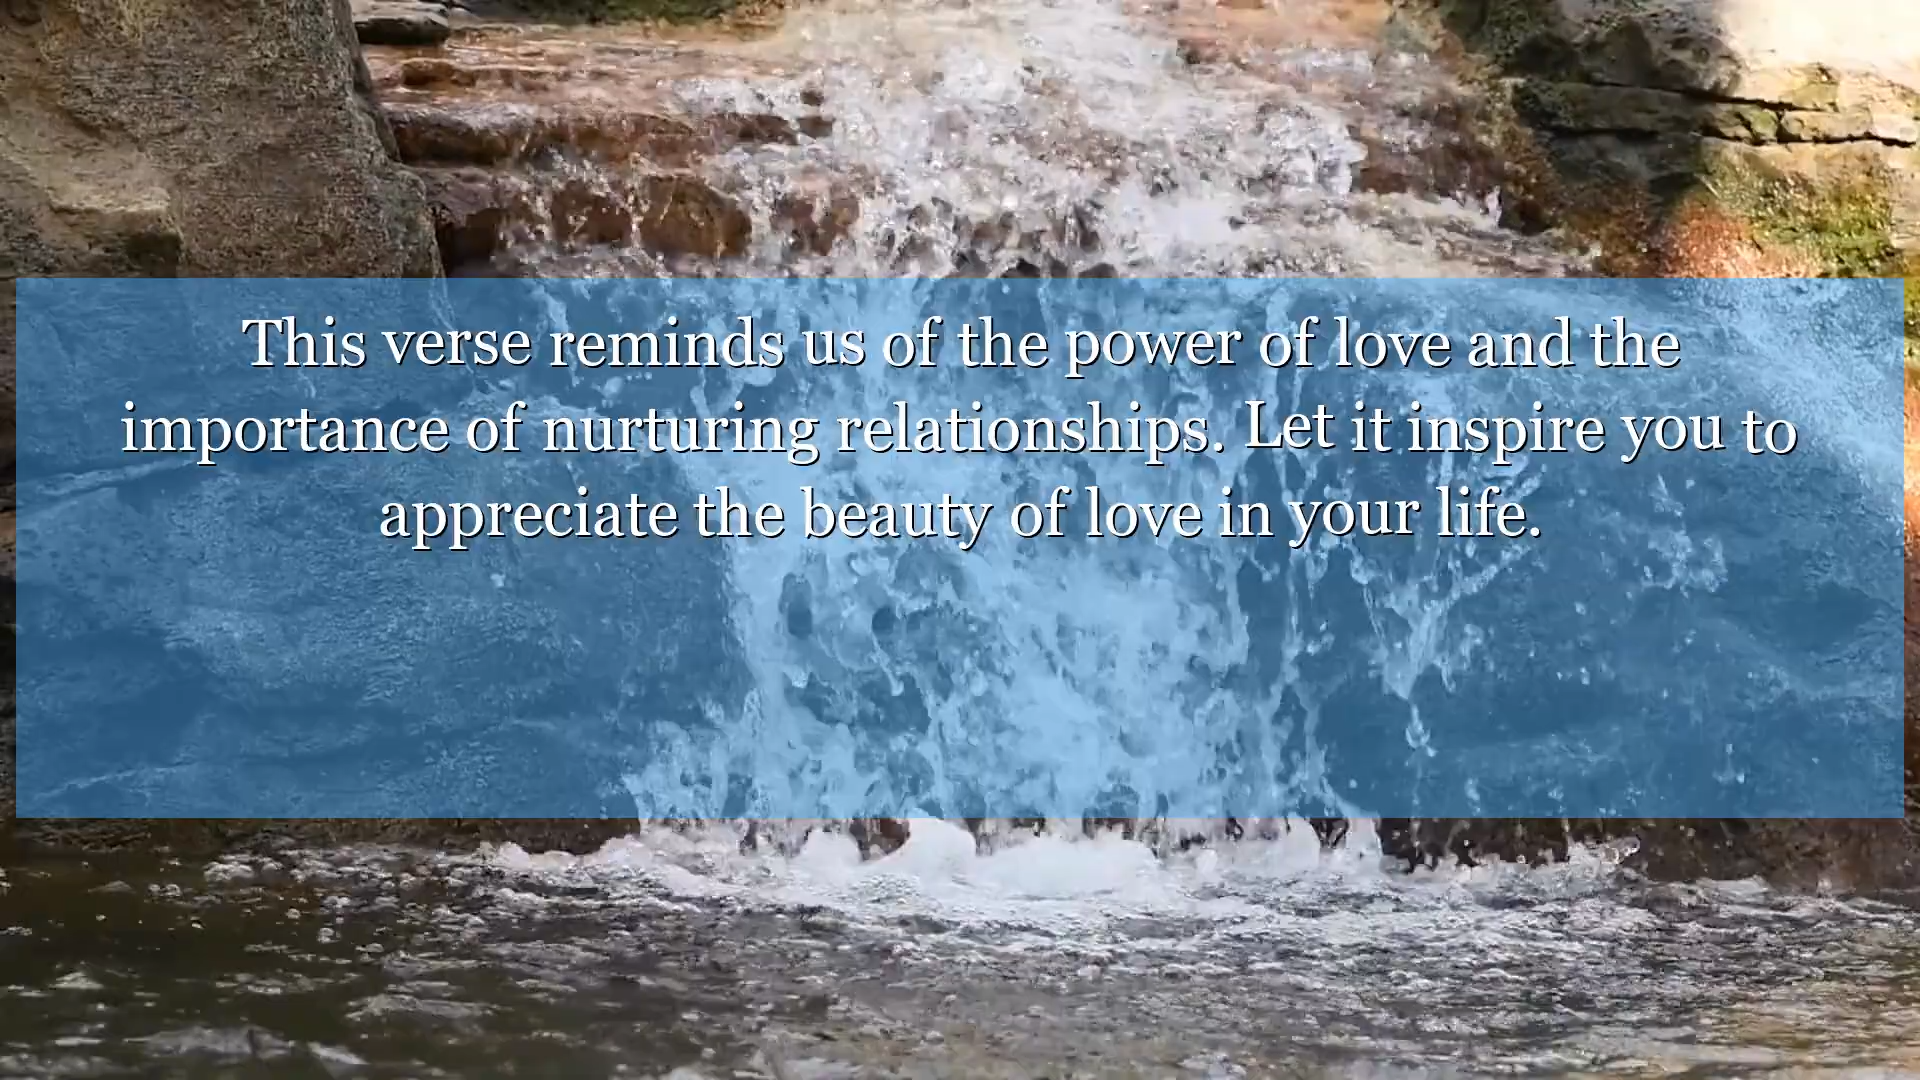 This verse reminds us of the power of love and the
importance of nurturing relationships. Let it inspire you to
appreciate the beauty of love in your life.